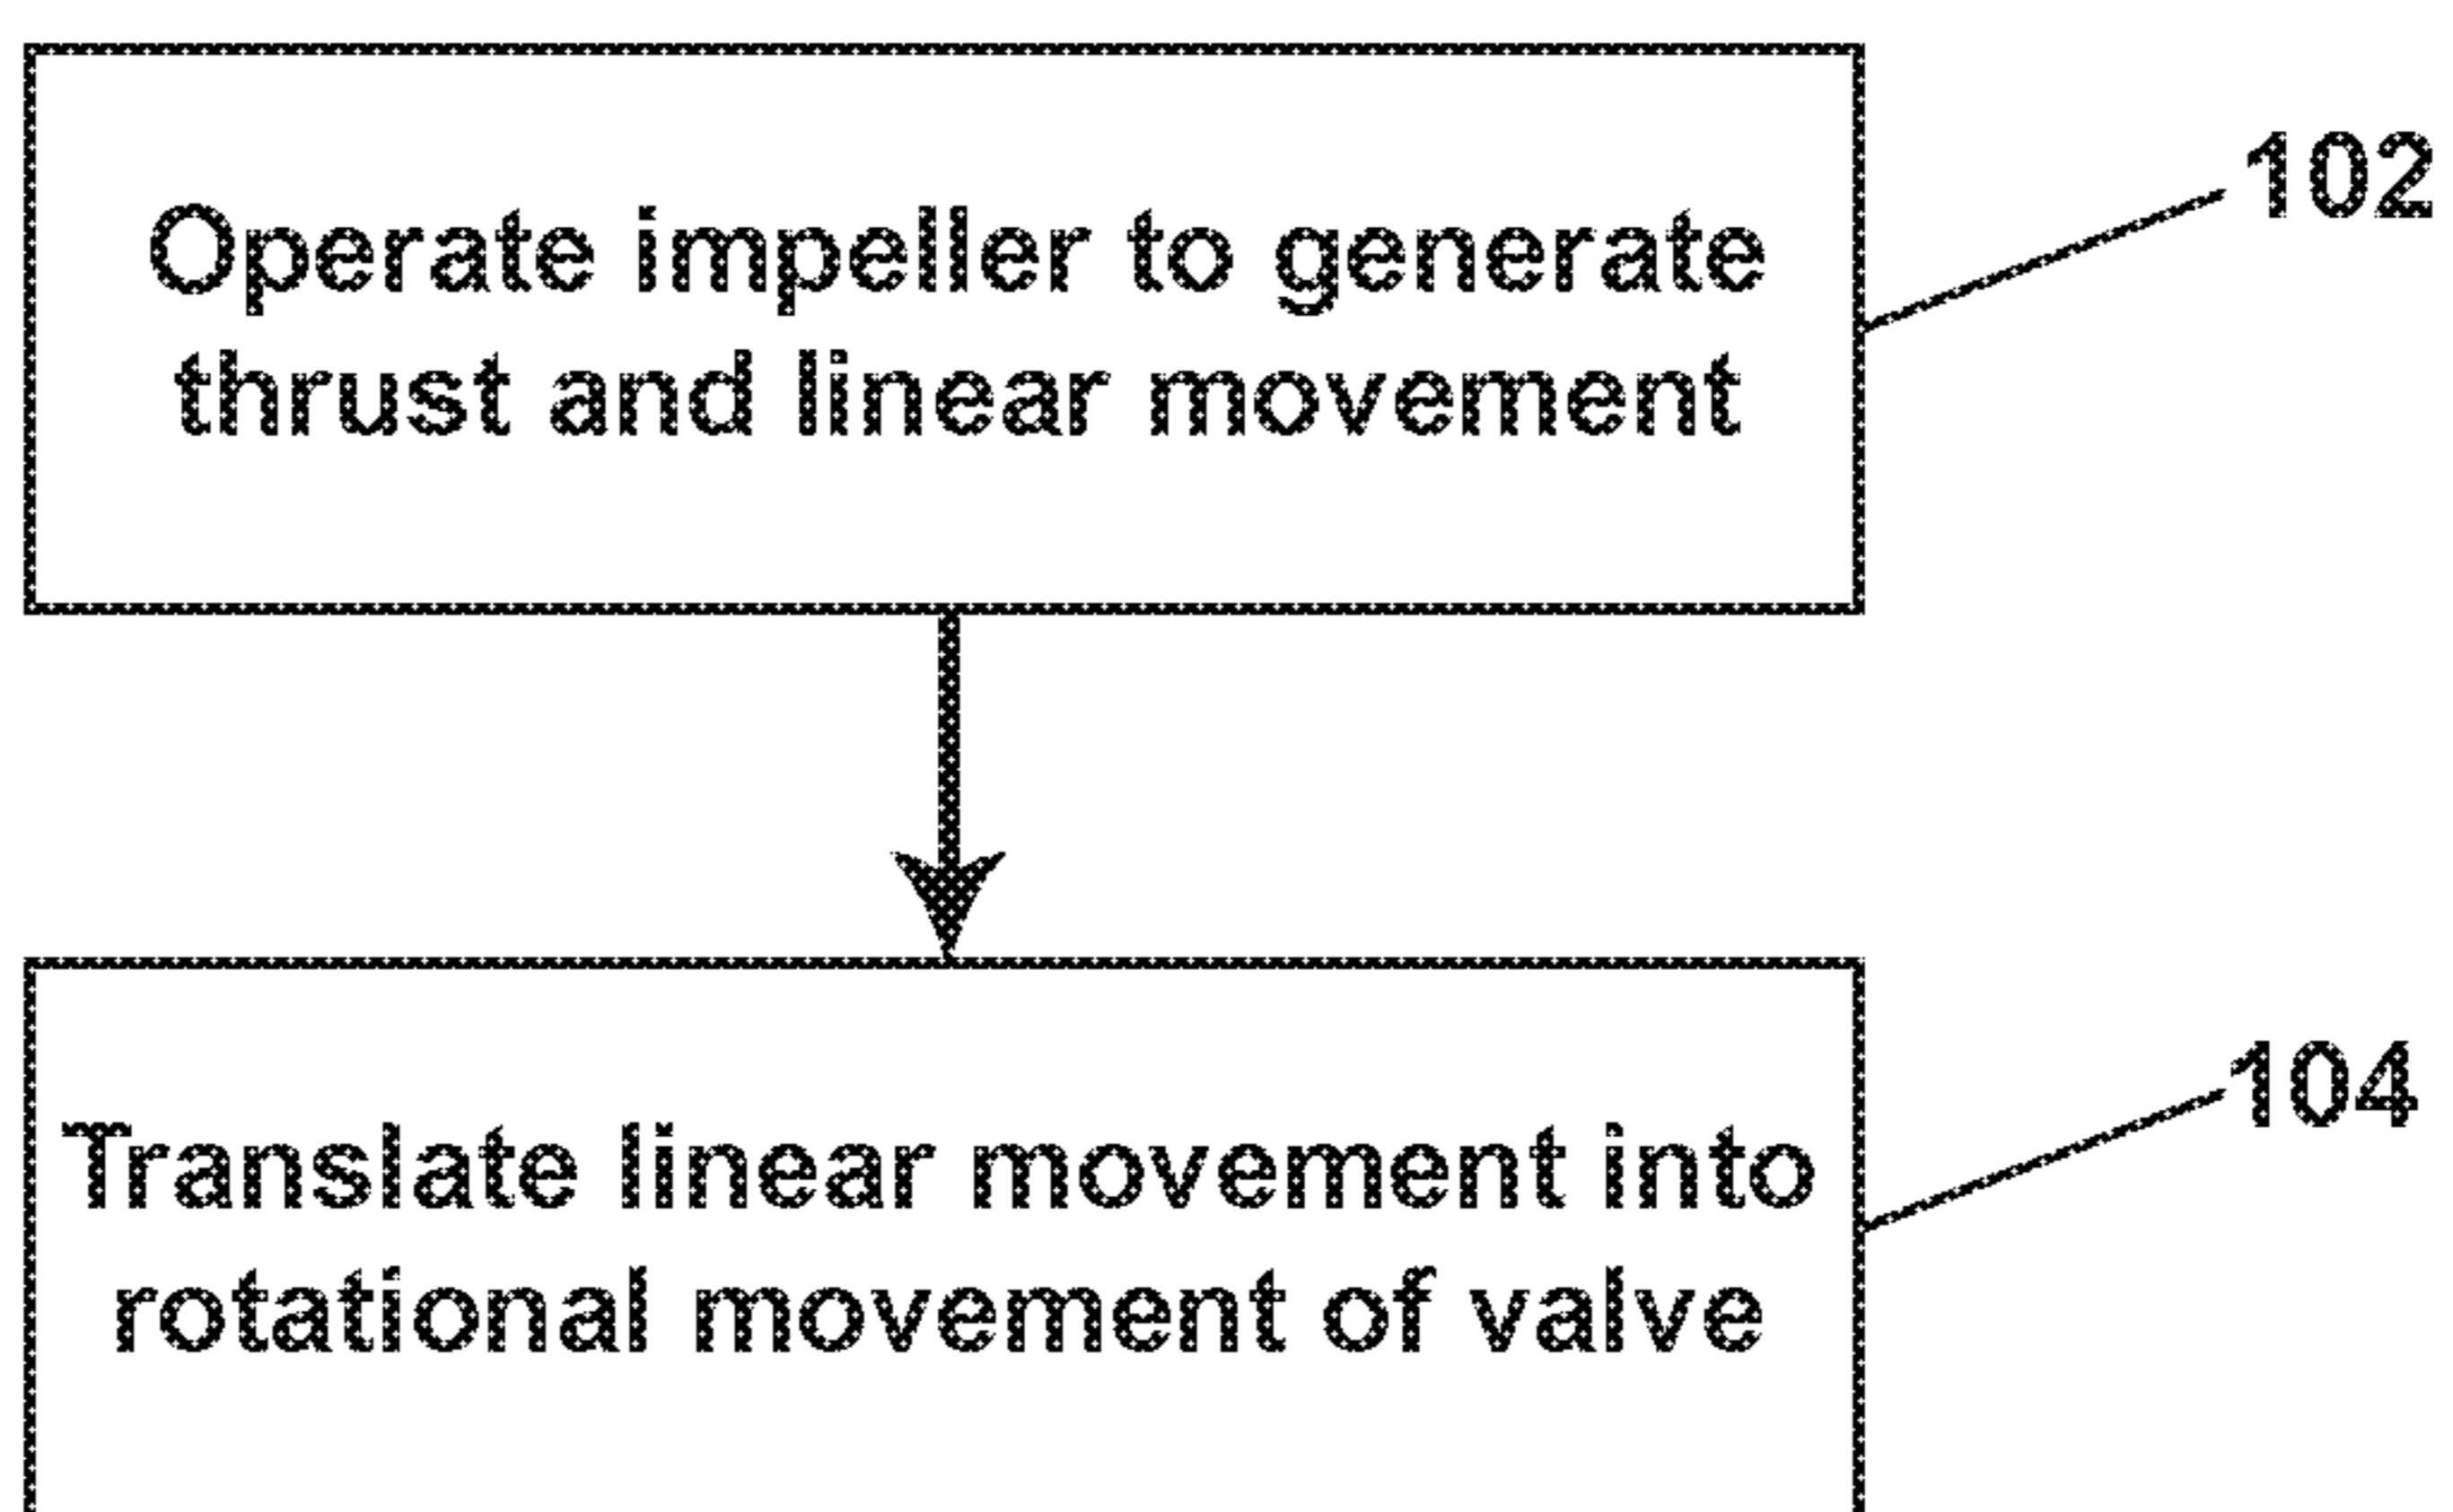 Operate impeller to generate
thrust and linear movement
102
Translate linear movement into
rotational movement of valve
104